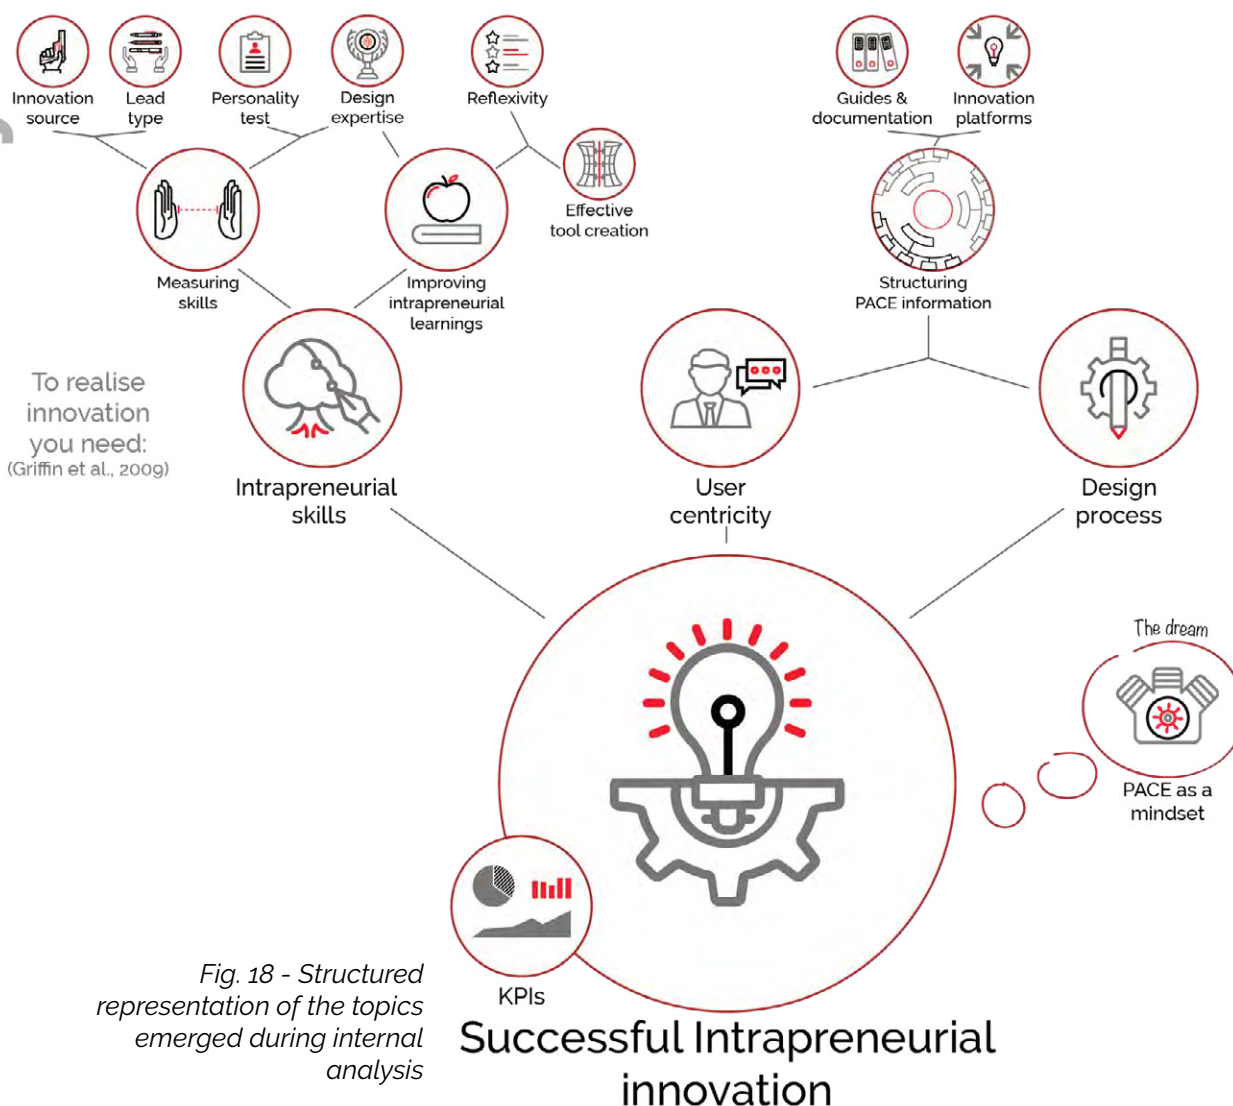 Innovation
source
Lead
type
Personality
test
Design
expertise
Reflexivity
Guides &
documentation
Innovation
platforms
Effective
tool creation
Measuring
skills
Improving
intrapreneurial
learnings
Structuring
PACE information
To realise
innovation
you need:
(Griffin et al., 2009)
Intrapreneurial
skills
User
centricity
Design
process
The dream
PACE as a
mindset
KPIs
Fig. 18 - Structured
representation of the topics
emerged during internal
analysis
Successful Intrapreneurial
innovation